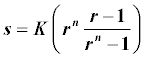 s = K ( r^n (r − 1) / (r^n − 1) )